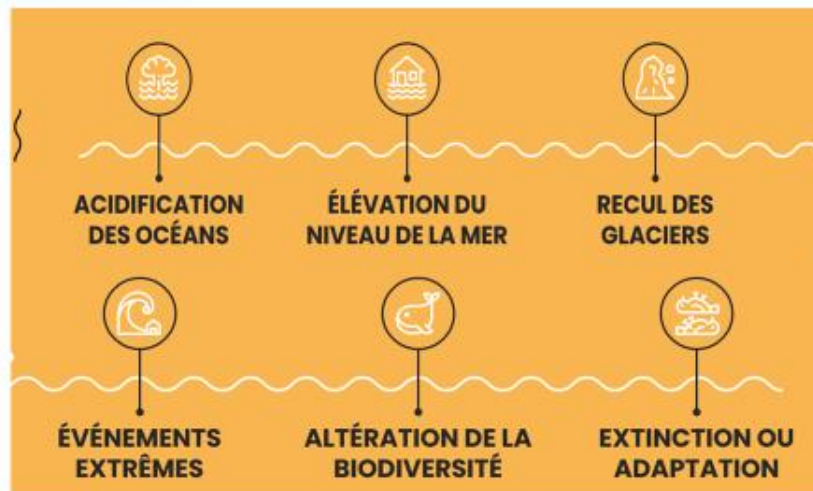 ACIDIFICATION
DES OCÉANS
ÉLÉVATION DU
NIVEAU DE LA MER
RECUL DES
GLACIERS
ÉVÉNEMENTS
EXTRÊMES
ALTÉRATION DE LA
BIODIVERSITÉ
EXTINCTION OU
ADAPTATION